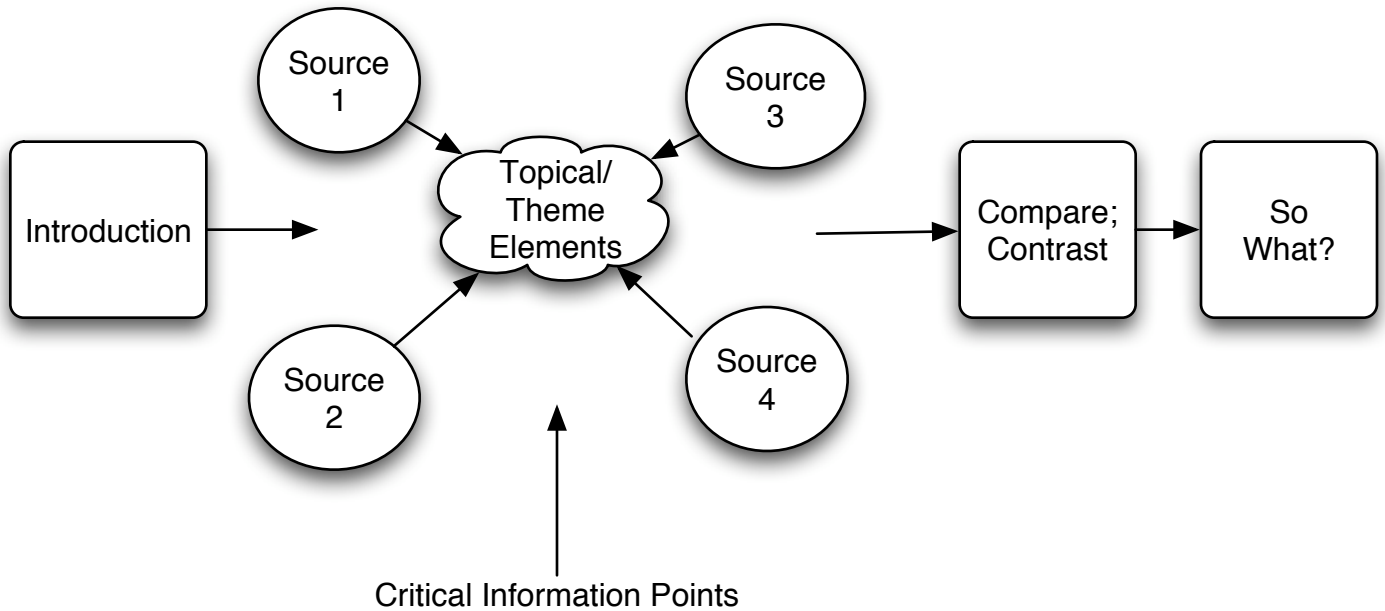 Source
1
Source
3
Introduction
Topical/
Theme
Elements
Compare;
Contrast
So
What?
Source
2
Source
4
Critical Information Points